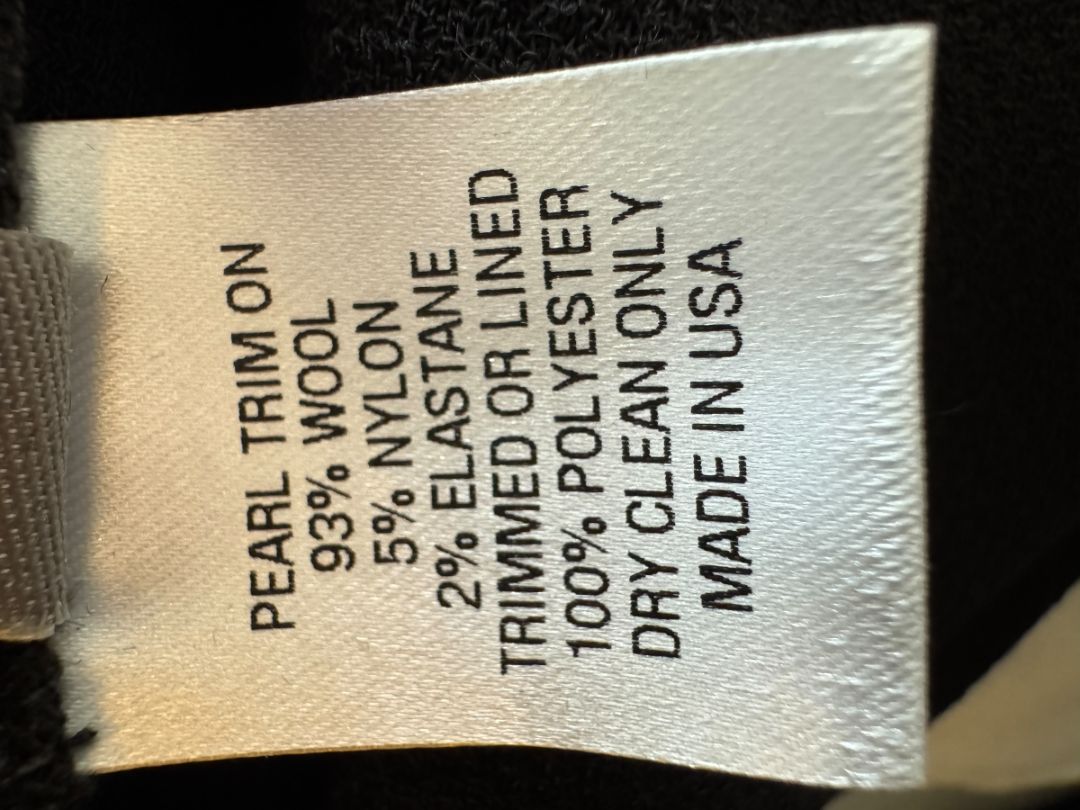 PEARL TRIM ON
93% WOOL
5% NYLON
2% ELASTANE
TRIMMED OR LINED
100% POLYESTER
DRY CLEAN ONLY
MADE IN USA